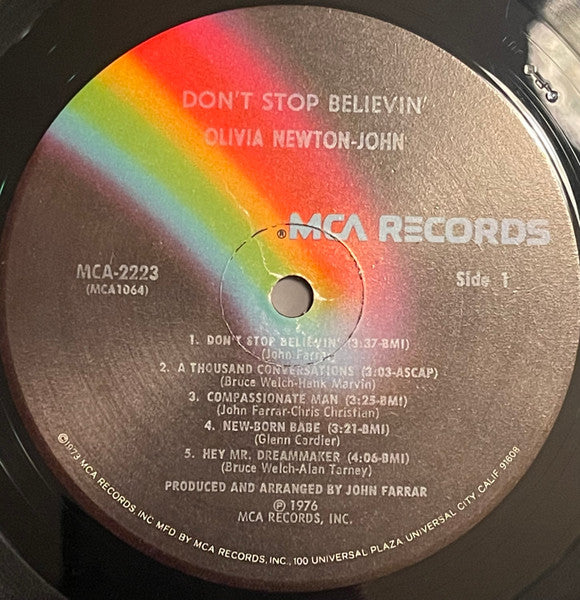 DON'T STOP BELIEVIN'
OLIVIA NEWTON-JOHN
® MCA RECORDS
MCA-2223
(MCA1064)
Side 1
1. DON'T STOP BELIEVIN' (3:37-BMI)
(John Farrar)
2. A THOUSAND CONVERSATIONS (3:03-ASCAP)
(Bruce Welch-Hank Marvin)
3. COMPASSIONATE MAN (3:25-BMI)
(John Farrar-Chris Christian)
4. NEW-BORN BABE (3:21-BMI)
(Glenn Cardier)
5. HEY MR. DREAMMAKER (4:06-BMI)
(Bruce Welch-Alan Tarney)
PRODUCED AND ARRANGED BY JOHN FARRAR
℗ 1976
MCA RECORDS, INC.
©1973 MCA RECORDS, INC MFD BY MCA RECORDS, INC., 100 UNIVERSAL PLAZA, UNIVERSAL CITY, CALIF. 91608